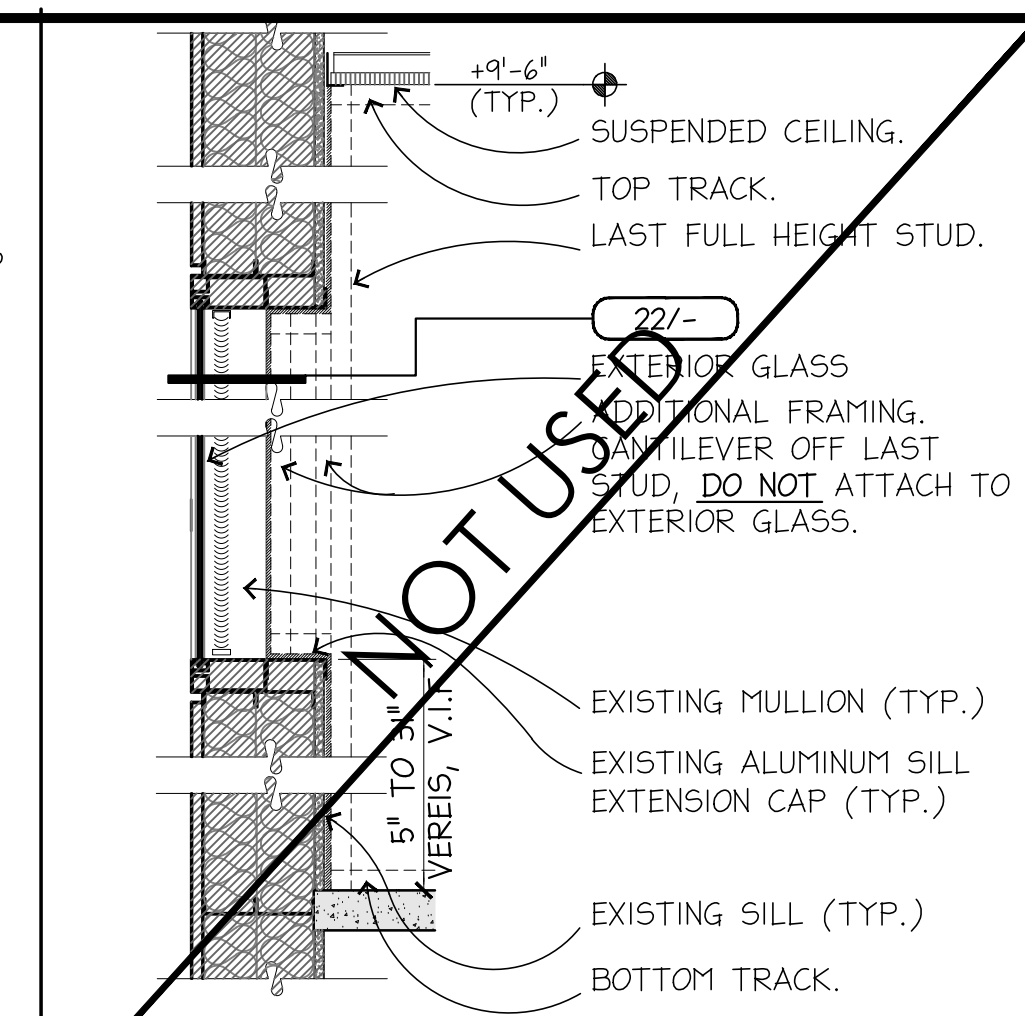 +9'-6"
(TYP.)
SUSPENDED CEILING.
TOP TRACK.
LAST FULL HEIGHT STUD.
22/-
EXTERIOR GLASS
ADDITIONAL FRAMING.
CANTILEVER OFF LAST
STUD, DO NOT ATTACH TO
EXTERIOR GLASS.
NOT USED
EXISTING MULLION (TYP.)
5" TO 31"
VEREIS, V.I.F
EXISTING ALUMINUM SILL
EXTENSION CAP (TYP.)
EXISTING SILL (TYP.)
BOTTOM TRACK.